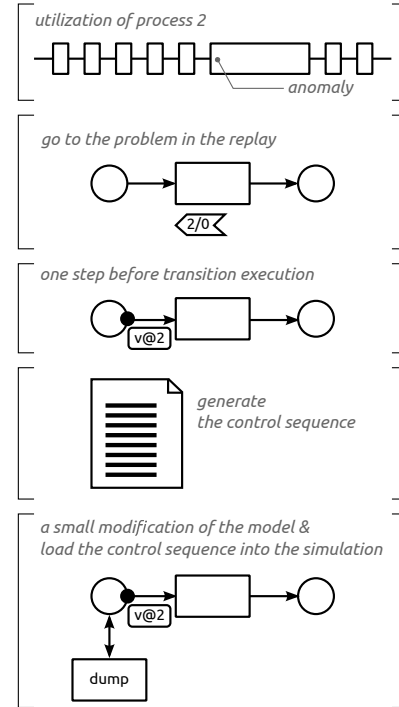 utilization of process 2
anomaly
go to the problem in the replay
2/0
one step before transition execution
v@2
generate
the control sequence
a small modification of the model &
load the control sequence into the simulation
v@2
dump